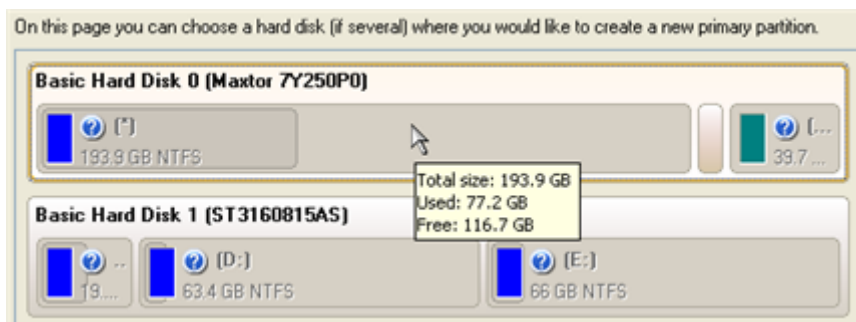 On this page you can choose a hard disk (if several) where you would like to create a new primary partition.
Basic Hard Disk 0 (Maxtor 7Y250P0)
(*)
193.9 GB NTFS
(...
39.7 ...
Total size: 193.9 GB
Used: 77.2 GB
Free: 116.7 GB
Basic Hard Disk 1 (ST3160815AS)
..
19....
(D:)
63.4 GB NTFS
(E:)
66 GB NTFS